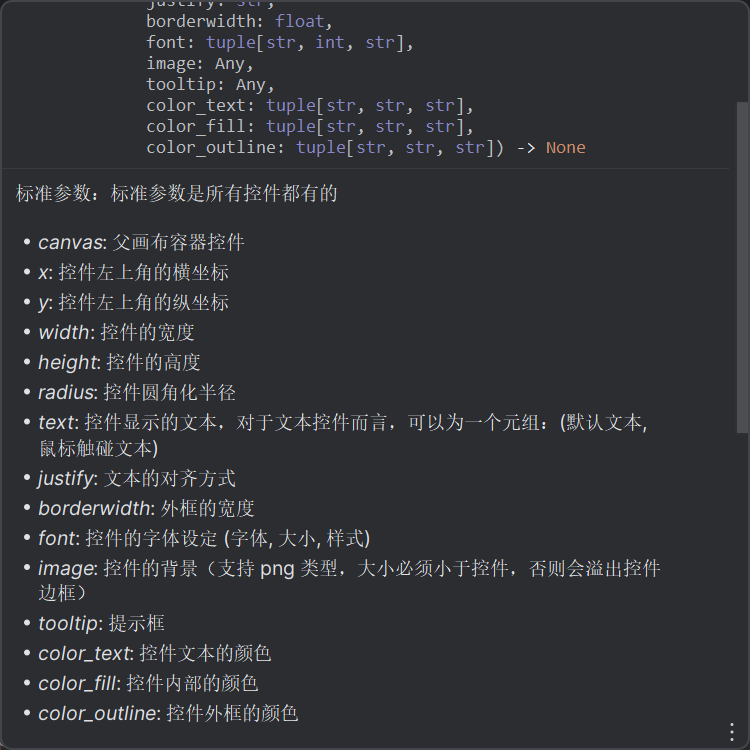 justify: str,
borderwidth: float,
font: tuple[str, int, str],
image: Any,
tooltip: Any,
color_text: tuple[str, str, str],
color_fill: tuple[str, str, str],
color_outline: tuple[str, str, str]) -> None
标准参数：标准参数是所有控件都有的
• canvas: 父画布容器控件
• x: 控件左上角的横坐标
• y: 控件左上角的纵坐标
• width: 控件的宽度
• height: 控件的高度
• radius: 控件圆角化半径
• text: 控件显示的文本，对于文本控件而言，可以为一个元组：(默认文本,
鼠标触碰文本)
• justify: 文本的对齐方式
• borderwidth: 外框的宽度
• font: 控件的字体设定 (字体, 大小, 样式)
• image: 控件的背景（支持 png 类型，大小必须小于控件，否则会溢出控件
边框）
• tooltip: 提示框
• color_text: 控件文本的颜色
• color_fill: 控件内部的颜色
• color_outline: 控件外框的颜色